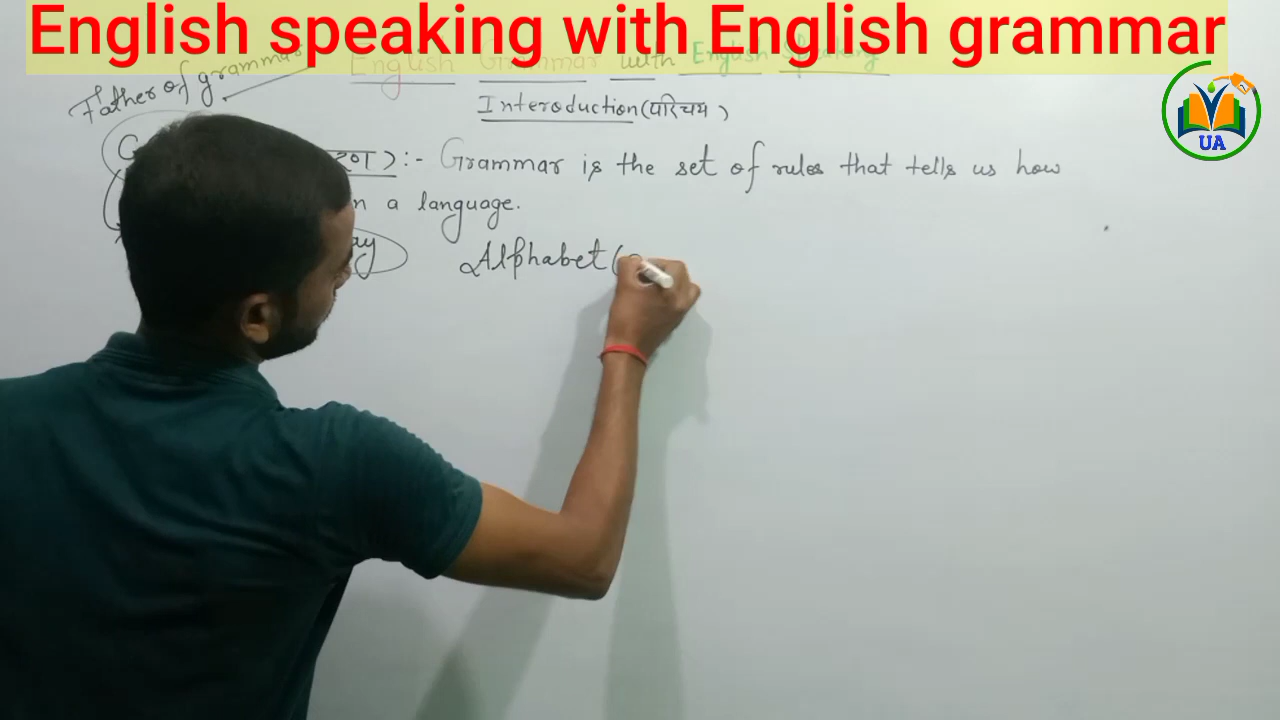 English speaking with English grammar
English Grammar with English Speaking
Father of grammar
Interoduction (परिचय)
:- Grammar is the set of rules that tells us how
a language.
Alphabet (
UA